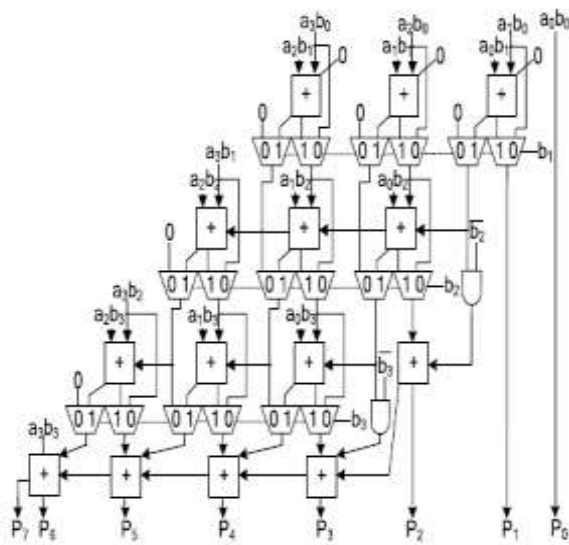 a₃b₀ a₂b₀ a₁b₀ a₀b₀
a₂b₁ 0 a₁b₁ 0 a₀b₁ 0
+ + +
0 0 0
0 1 1 0 0 1 1 0 0 1 1 0 b₁
a₃b₁
a₂b₂ a₁b₂ a₀b₂
+ + + b̅₂
0
0 1 1 0 0 1 1 0 0 1 1 0 b₂
a₃b₂
a₂b₃ a₁b₃ a₀b₃
+ + + b̅₃ +
0
0 1 1 0 0 1 1 0 0 1 1 0 b₃
a₃b₃
+ + + +
P₇ P₆ P₅ P₄ P₃ P₂ P₁ P₀